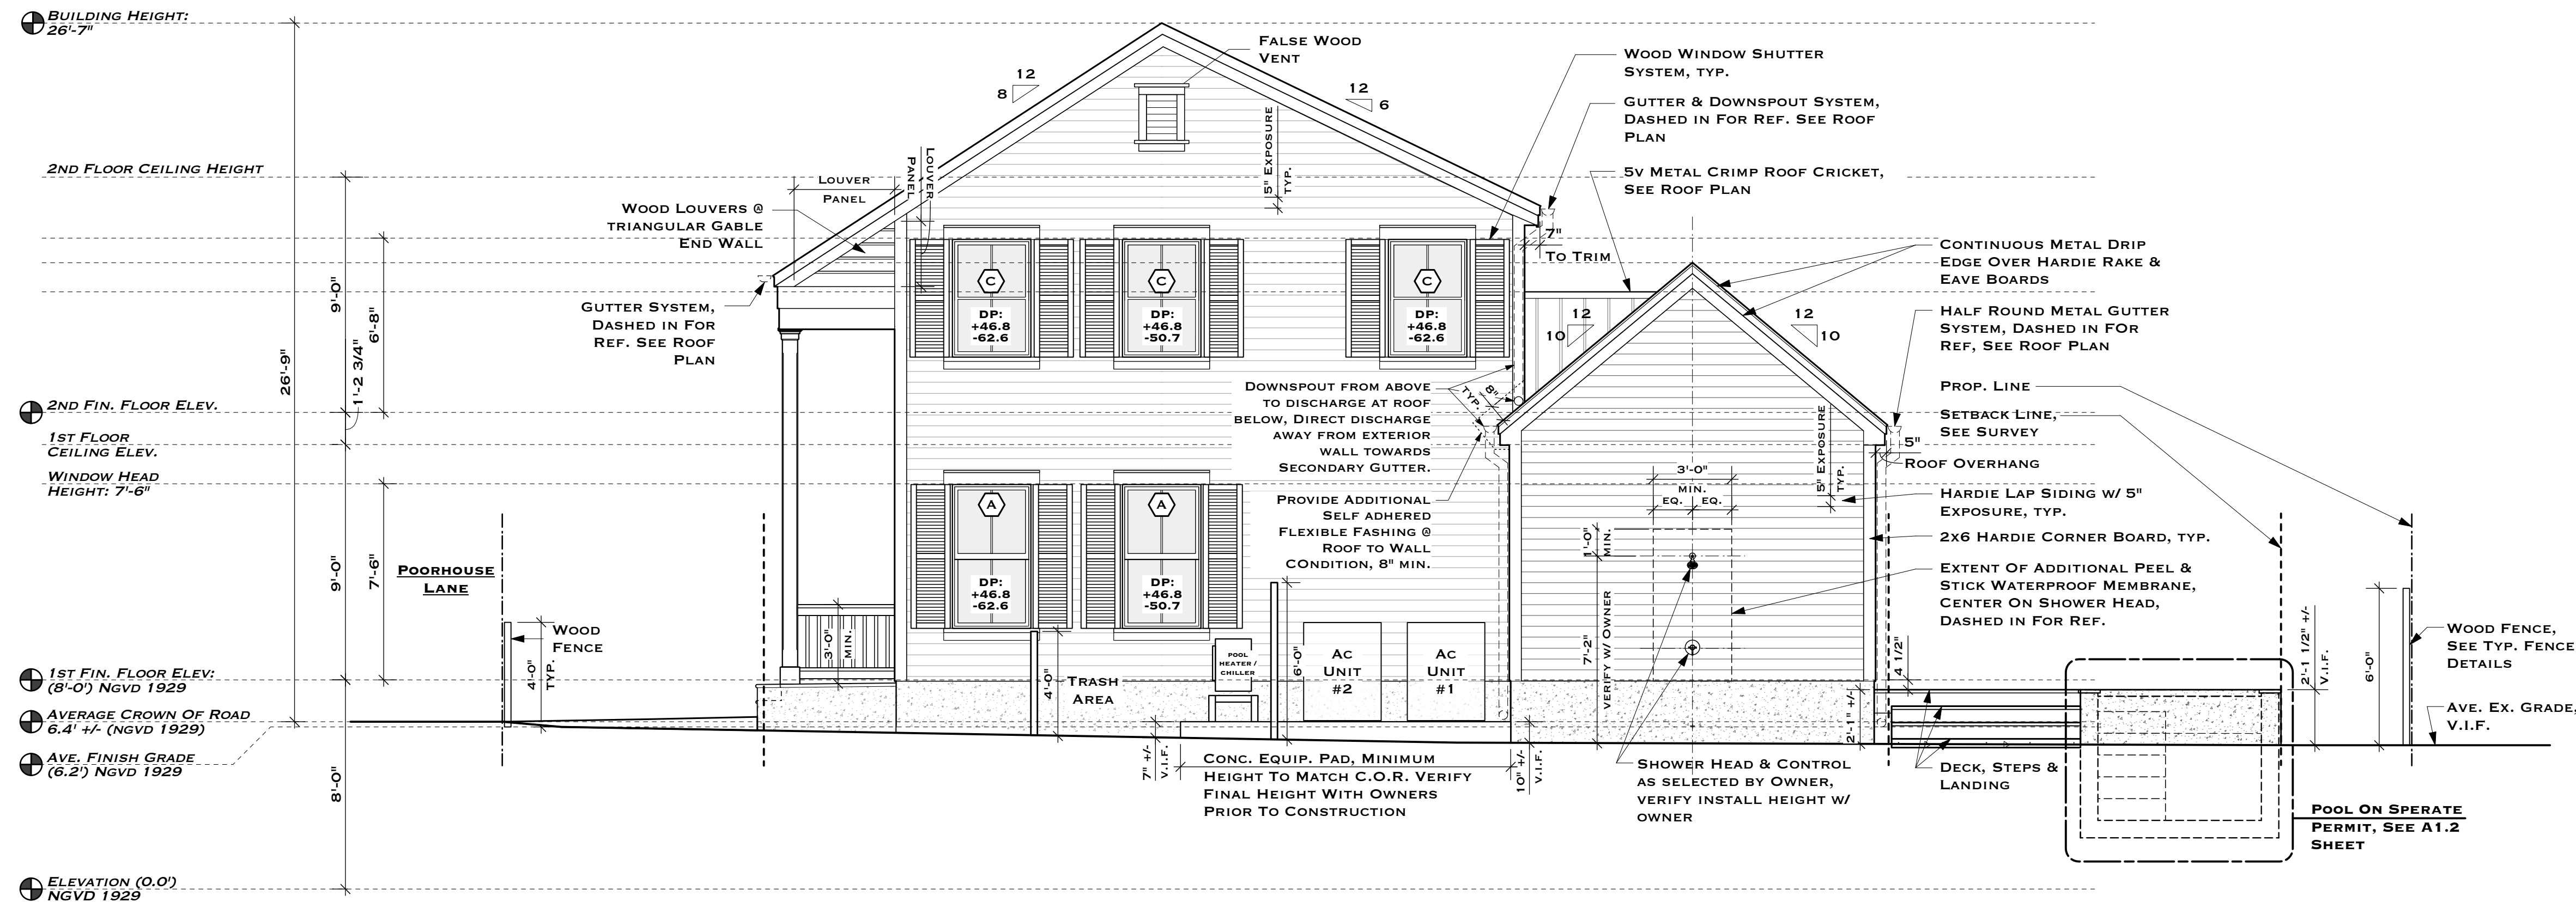 BUILDING HEIGHT:
26'-7"
2ND FLOOR CEILING HEIGHT
2ND FIN. FLOOR ELEV.
1ST FLOOR
CEILING ELEV.
WINDOW HEAD
HEIGHT: 7'-6"
1ST FIN. FLOOR ELEV:
(8'-0') NGVD 1929
AVERAGE CROWN OF ROAD
6.4' +/- (NGVD 1929)
AVE. FINISH GRADE
(6.2') NGVD 1929
ELEVATION (0.0')
NGVD 1929
26'-9"
9'-0"
1'-2 3/4"
6'-8"
9'-0"
7'-6"
8'-0"
POORHOUSE
LANE
WOOD
FENCE
4'-0"
TYP.
WOOD LOUVERS @
TRIANGULAR GABLE
END WALL
LOUVER
PANEL
LOUVER
PANEL
GUTTER SYSTEM,
DASHED IN FOR
REF. SEE ROOF
PLAN
12
8
FALSE WOOD
VENT
12
6
5" EXPOSURE
TYP.
C
DP:
+46.8
-62.6
C
DP:
+46.8
-50.7
C
DP:
+46.8
-62.6
A
DP:
+46.8
-62.6
A
DP:
+46.8
-50.7
3'-0"
MIN.
4'-0"
TRASH
AREA
POOL
HEATER /
CHILLER
6'-0"
AC
UNIT
#2
AC
UNIT
#1
7" +/-
V.I.F.
CONC. EQUIP. PAD, MINIMUM
HEIGHT TO MATCH C.O.R. VERIFY
FINAL HEIGHT WITH OWNERS
PRIOR TO CONSTRUCTION
10" +/-
V.I.F.
DOWNSPOUT FROM ABOVE
TO DISCHARGE AT ROOF
BELOW, DIRECT DISCHARGE
AWAY FROM EXTERIOR
WALL TOWARDS
SECONDARY GUTTER.
PROVIDE ADDITIONAL
SELF ADHERED
FLEXIBLE FASHING @
ROOF TO WALL
CONDITION, 8" MIN.
8"
TYP.
7"
TO TRIM
WOOD WINDOW SHUTTER
SYSTEM, TYP.
GUTTER & DOWNSPOUT SYSTEM,
DASHED IN FOR REF. SEE ROOF
PLAN
5V METAL CRIMP ROOF CRICKET,
SEE ROOF PLAN
12
10
12
10
3'-0"
MIN.
EQ.
EQ.
1'-0"
MIN.
7'-2"
VERIFY W/ OWNER
5" EXPOSURE
TYP.
5"
ROOF OVERHANG
CONTINUOUS METAL DRIP
EDGE OVER HARDIE RAKE &
EAVE BOARDS
HALF ROUND METAL GUTTER
SYSTEM, DASHED IN FOR
REF, SEE ROOF PLAN
PROP. LINE
SETBACK LINE,
SEE SURVEY
HARDIE LAP SIDING W/ 5"
EXPOSURE, TYP.
2X6 HARDIE CORNER BOARD, TYP.
EXTENT OF ADDITIONAL PEEL &
STICK WATERPROOF MEMBRANE,
CENTER ON SHOWER HEAD,
DASHED IN FOR REF.
4 1/2"
2'-1" +/-
SHOWER HEAD & CONTROL
AS SELECTED BY OWNER,
VERIFY INSTALL HEIGHT W/
OWNER
DECK, STEPS &
LANDING
2'-1 1/2" +/-
V.I.F.
6'-0"
WOOD FENCE,
SEE TYP. FENCE
DETAILS
AVE. EX. GRADE,
V.I.F.
POOL ON SPERATE
PERMIT, SEE A1.2
SHEET